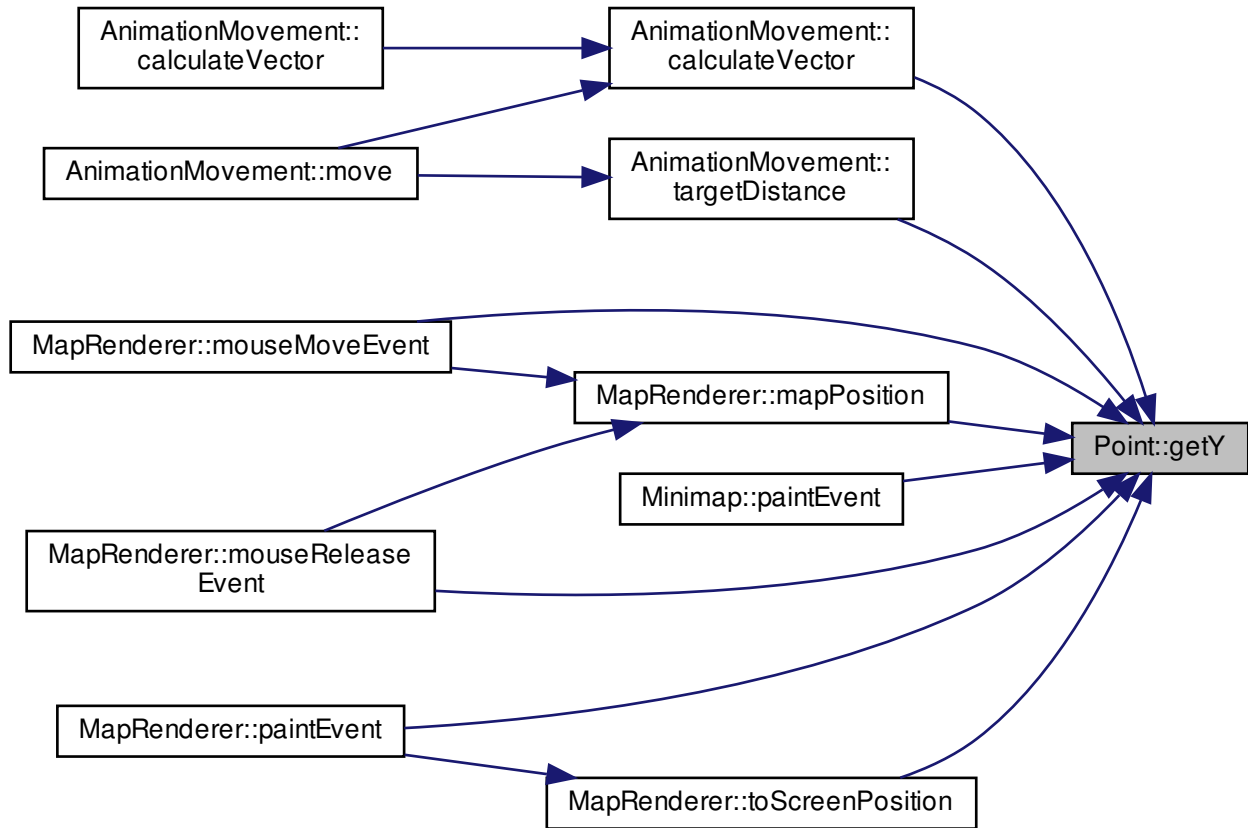 AnimationMovement::
calculateVector
AnimationMovement::
calculateVector
AnimationMovement::move
AnimationMovement::
targetDistance
MapRenderer::mouseMoveEvent
MapRenderer::mapPosition
Point::getY
Minimap::paintEvent
MapRenderer::mouseRelease
Event
MapRenderer::paintEvent
MapRenderer::toScreenPosition